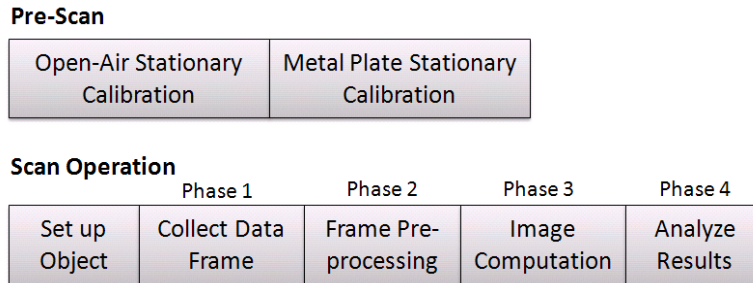 Pre-Scan
Open-Air Stationary Metal Plate Stationary
Calibration Calibration
Scan Operation
Phase 1 Phase 2 Phase 3 Phase 4
Set up Collect Data Frame Pre- Image Analyze
Object Frame processing Computation Results